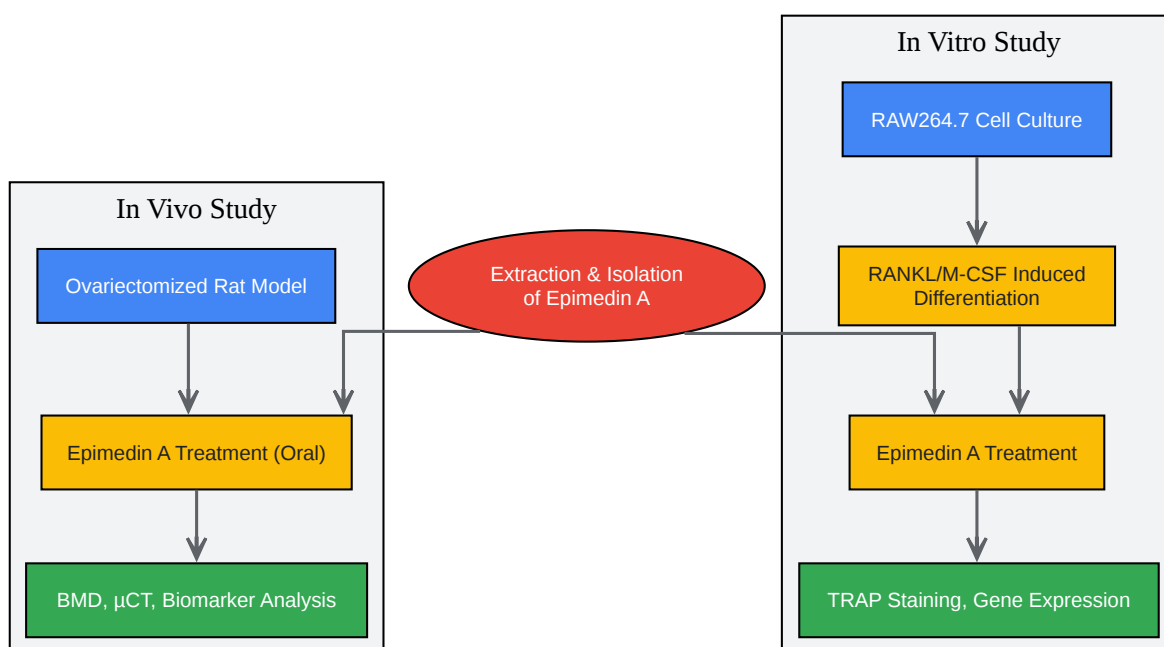 In Vivo Study
Ovariectomized Rat Model
Epimedin A Treatment (Oral)
BMD, µCT, Biomarker Analysis
Extraction & Isolation
of Epimedin A
In Vitro Study
RAW264.7 Cell Culture
RANKL/M-CSF Induced
Differentiation
Epimedin A Treatment
TRAP Staining, Gene Expression